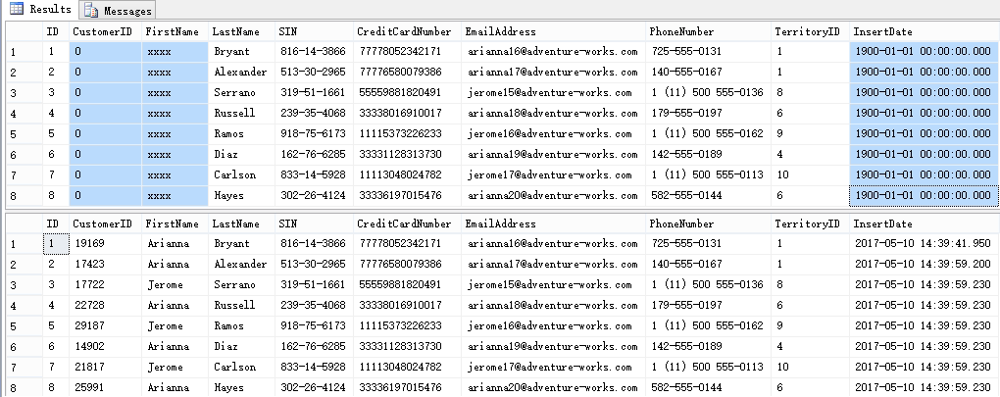 Results Messages
ID CustomerID FirstName LastName SIN CreditCardNumber EmailAddress PhoneNumber TerritoryID InsertDate
1 1 0 xxxx Bryant 816-14-3866 77778052342171 arianna16@adventure-works.com 725-555-0131 1 1900-01-01 00:00:00.000
2 2 0 xxxx Alexander 513-30-2965 77776580079386 arianna17@adventure-works.com 140-555-0167 1 1900-01-01 00:00:00.000
3 3 0 xxxx Serrano 319-51-1661 55559881820491 jerome15@adventure-works.com 1 (11) 500 555-0136 8 1900-01-01 00:00:00.000
4 4 0 xxxx Russell 239-35-4068 33338016910017 arianna18@adventure-works.com 179-555-0197 6 1900-01-01 00:00:00.000
5 5 0 xxxx Ramos 918-75-6173 11115373226233 jerome16@adventure-works.com 1 (11) 500 555-0162 9 1900-01-01 00:00:00.000
6 6 0 xxxx Diaz 162-76-6285 33331128313730 arianna19@adventure-works.com 142-555-0189 4 1900-01-01 00:00:00.000
7 7 0 xxxx Carlson 833-14-5928 11113048024782 jerome17@adventure-works.com 1 (11) 500 555-0113 10 1900-01-01 00:00:00.000
8 8 0 xxxx Hayes 302-26-4124 33336197015476 arianna20@adventure-works.com 582-555-0144 6 1900-01-01 00:00:00.000
ID CustomerID FirstName LastName SIN CreditCardNumber EmailAddress PhoneNumber TerritoryID InsertDate
1 1 19169 Arianna Bryant 816-14-3866 77778052342171 arianna16@adventure-works.com 725-555-0131 1 2017-05-10 14:39:41.950
2 2 17423 Arianna Alexander 513-30-2965 77776580079386 arianna17@adventure-works.com 140-555-0167 1 2017-05-10 14:39:59.200
3 3 17722 Jerome Serrano 319-51-1661 55559881820491 jerome15@adventure-works.com 1 (11) 500 555-0136 8 2017-05-10 14:39:59.230
4 4 22728 Arianna Russell 239-35-4068 33338016910017 arianna18@adventure-works.com 179-555-0197 6 2017-05-10 14:39:59.230
5 5 29187 Jerome Ramos 918-75-6173 11115373226233 jerome16@adventure-works.com 1 (11) 500 555-0162 9 2017-05-10 14:39:59.230
6 6 14902 Arianna Diaz 162-76-6285 33331128313730 arianna19@adventure-works.com 142-555-0189 4 2017-05-10 14:39:59.230
7 7 21817 Jerome Carlson 833-14-5928 11113048024782 jerome17@adventure-works.com 1 (11) 500 555-0113 10 2017-05-10 14:39:59.230
8 8 25991 Arianna Hayes 302-26-4124 33336197015476 arianna20@adventure-works.com 582-555-0144 6 2017-05-10 14:39:59.230